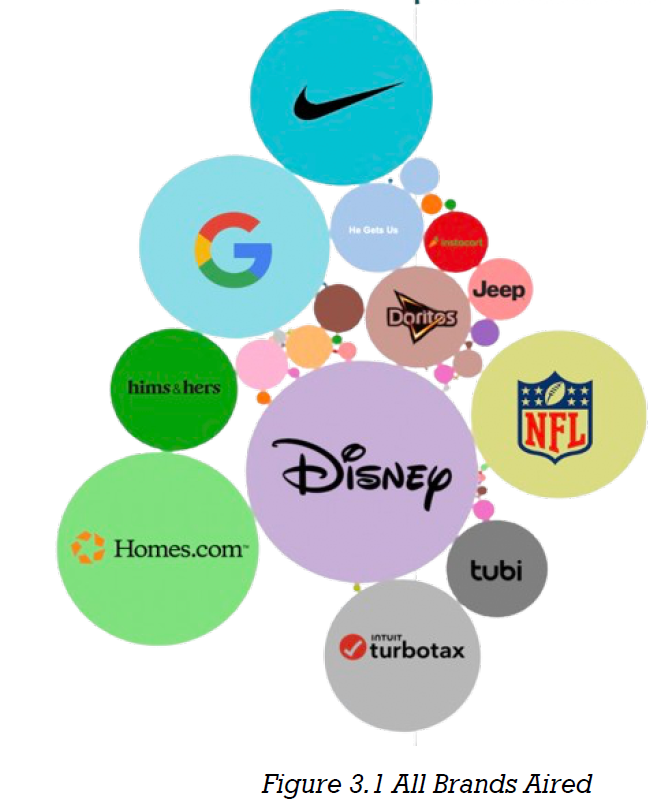 He Gets Us
instacart
Jeep
Doritos
hims&hers
NFL
Disney
Homes.com™
tubi
INTUIT
turbotax
Figure 3.1 All Brands Aired